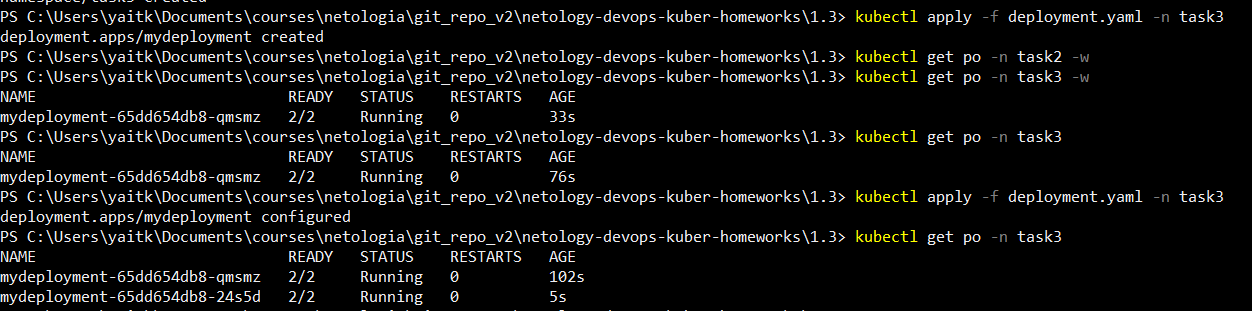 PS C:\Users\yaitk\Documents\courses\netologia\git_repo_v2\netology-devops-kuber-homeworks\1.3> kubectl apply -f deployment.yaml -n task3
deployment.apps/mydeployment created
PS C:\Users\yaitk\Documents\courses\netologia\git_repo_v2\netology-devops-kuber-homeworks\1.3> kubectl get po -n task2 -w
PS C:\Users\yaitk\Documents\courses\netologia\git_repo_v2\netology-devops-kuber-homeworks\1.3> kubectl get po -n task3 -w
NAME READY STATUS RESTARTS AGE
mydeployment-65dd654db8-qmsmz 2/2 Running 0 33s
PS C:\Users\yaitk\Documents\courses\netologia\git_repo_v2\netology-devops-kuber-homeworks\1.3> kubectl get po -n task3
NAME READY STATUS RESTARTS AGE
mydeployment-65dd654db8-qmsmz 2/2 Running 0 76s
PS C:\Users\yaitk\Documents\courses\netologia\git_repo_v2\netology-devops-kuber-homeworks\1.3> kubectl apply -f deployment.yaml -n task3
deployment.apps/mydeployment configured
PS C:\Users\yaitk\Documents\courses\netologia\git_repo_v2\netology-devops-kuber-homeworks\1.3> kubectl get po -n task3
NAME READY STATUS RESTARTS AGE
mydeployment-65dd654db8-qmsmz 2/2 Running 0 102s
mydeployment-65dd654db8-24s5d 2/2 Running 0 5s